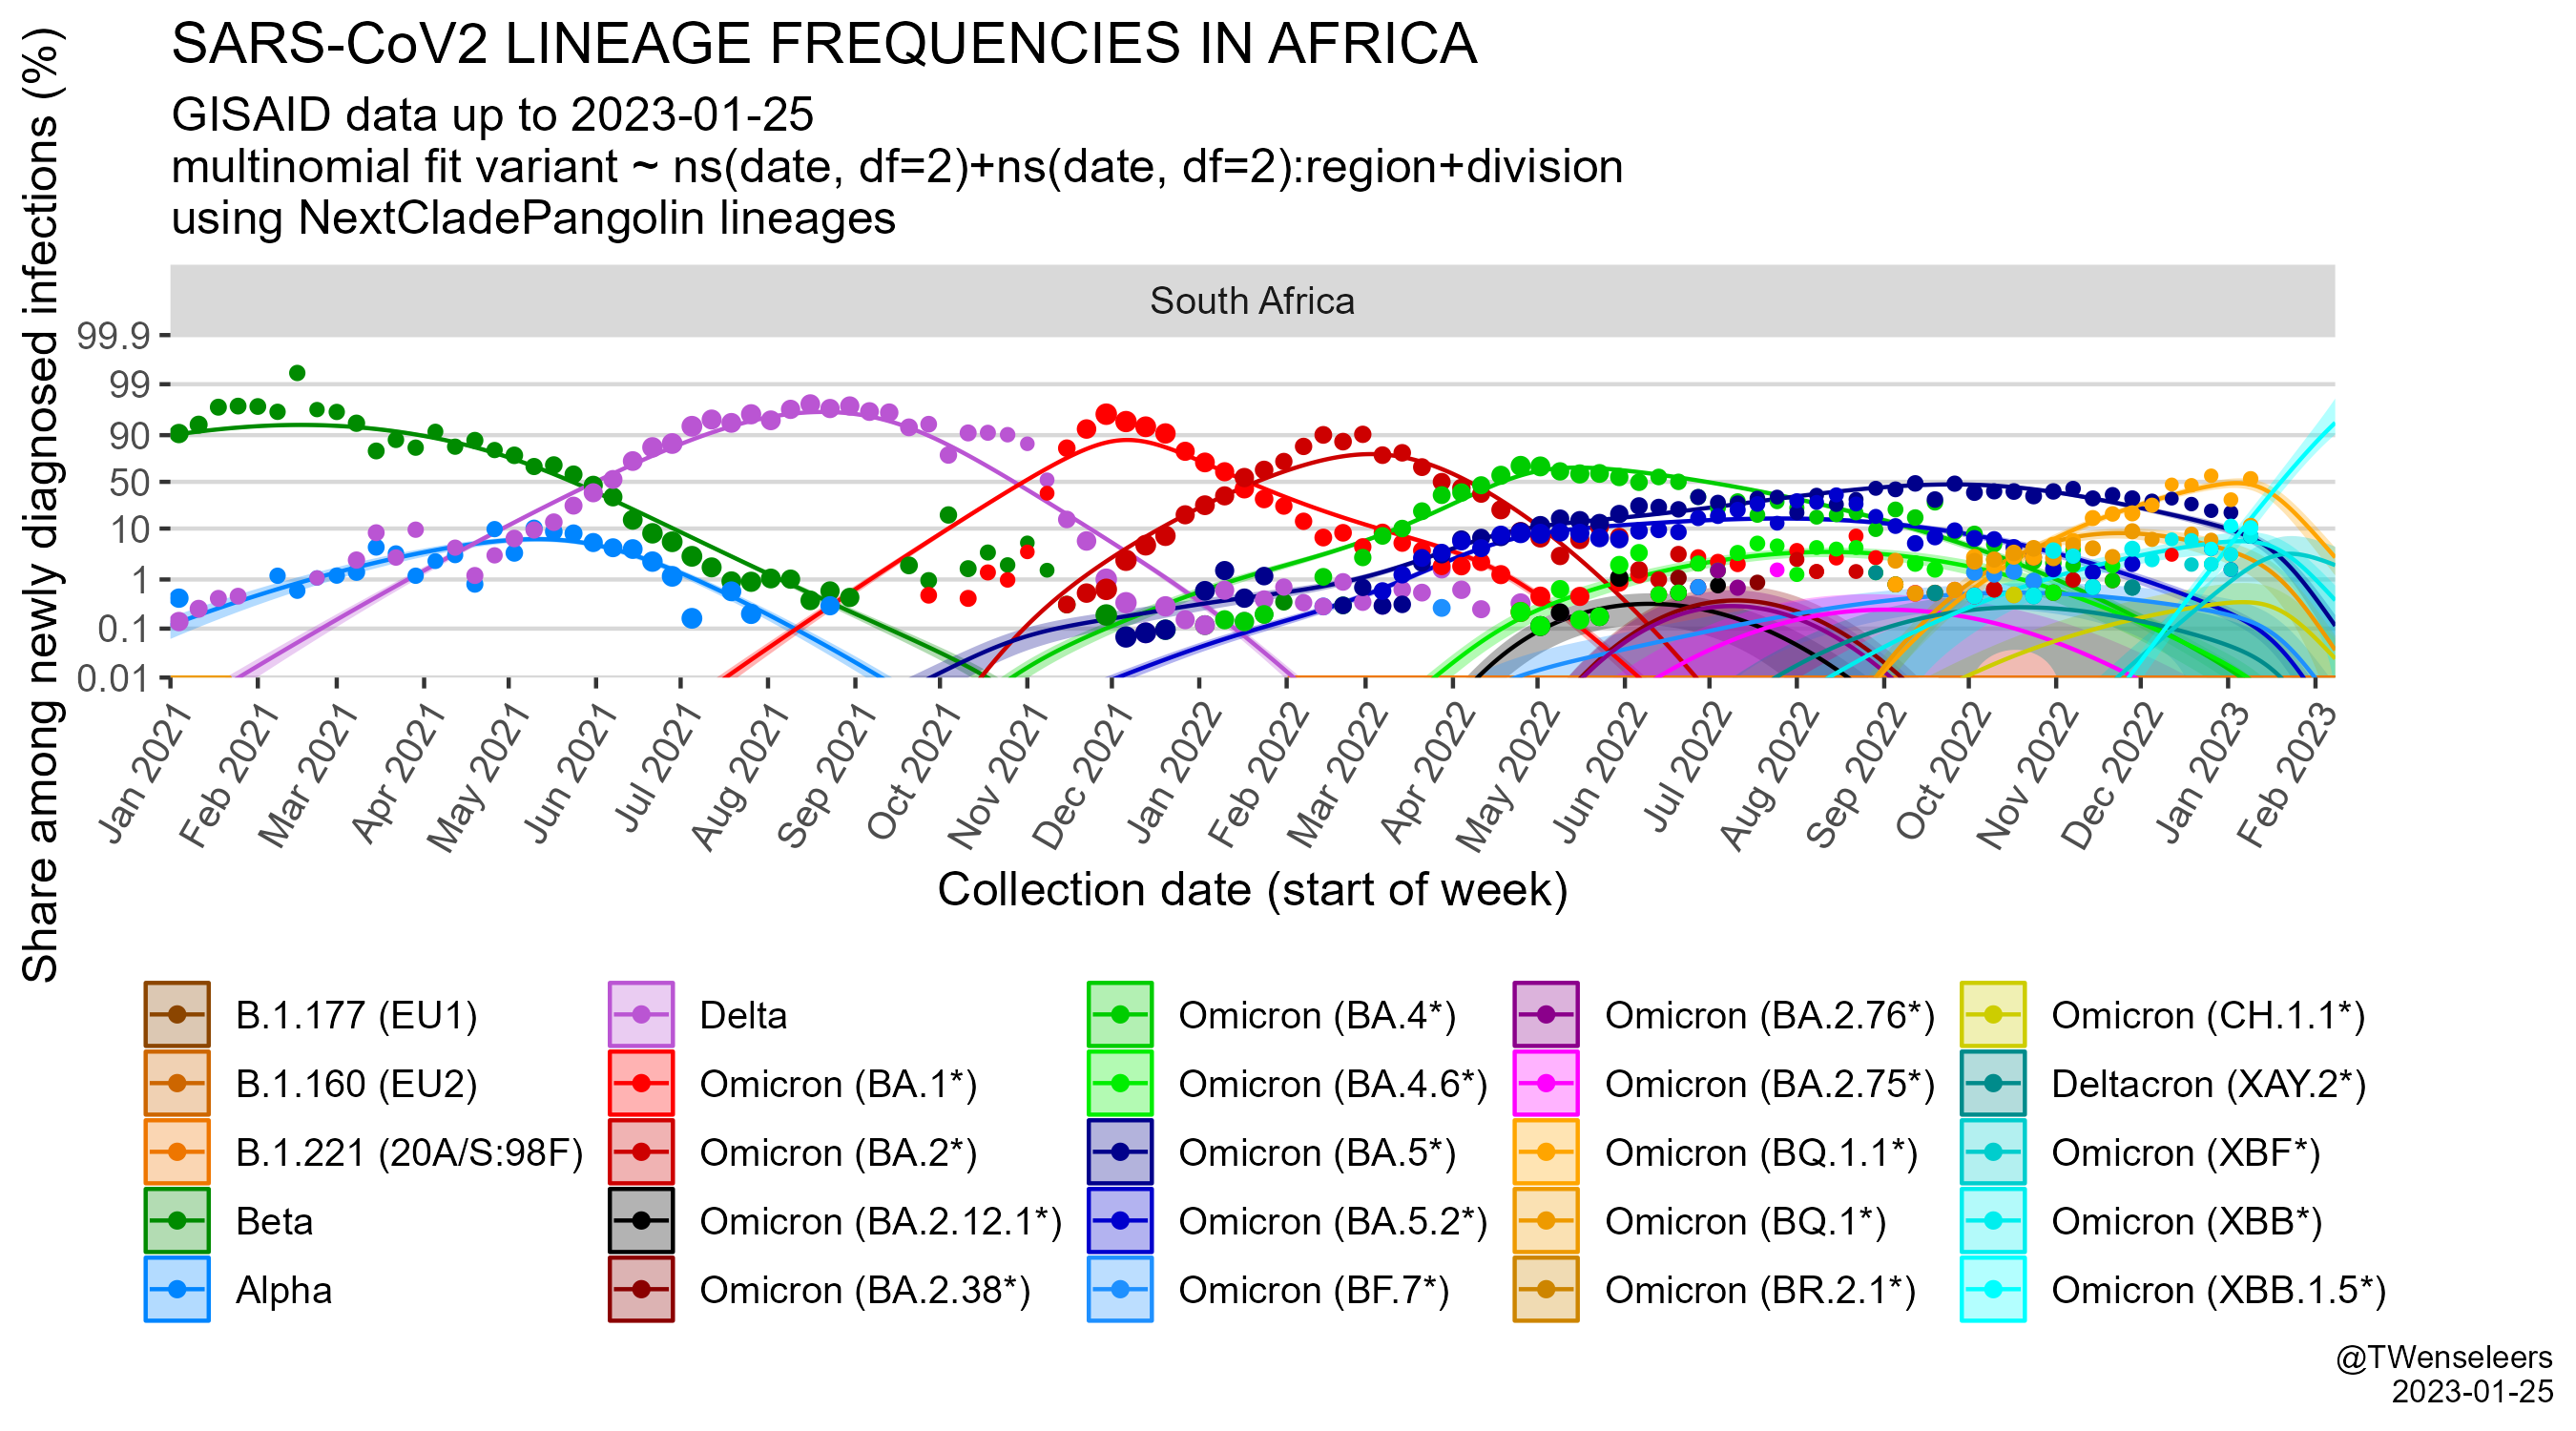 SARS-CoV2 LINEAGE FREQUENCIES IN AFRICA
GISAID data up to 2023-01-25
multinomial fit variant ~ ns(date, df=2)+ns(date, df=2):region+division
using NextCladePangolin lineages
South Africa
Share among newly diagnosed infections (%)
99.9
99
90
50
10
1
0.1
0.01
Jan 2021
Feb 2021
Mar 2021
Apr 2021
May 2021
Jun 2021
Jul 2021
Aug 2021
Sep 2021
Oct 2021
Nov 2021
Dec 2021
Jan 2022
Feb 2022
Mar 2022
Apr 2022
May 2022
Jun 2022
Jul 2022
Aug 2022
Sep 2022
Oct 2022
Nov 2022
Dec 2022
Jan 2023
Feb 2023
Collection date (start of week)
B.1.177 (EU1)
B.1.160 (EU2)
B.1.221 (20A/S:98F)
Beta
Alpha
Delta
Omicron (BA.1*)
Omicron (BA.2*)
Omicron (BA.2.12.1*)
Omicron (BA.2.38*)
Omicron (BA.4*)
Omicron (BA.4.6*)
Omicron (BA.5*)
Omicron (BA.5.2*)
Omicron (BF.7*)
Omicron (BA.2.76*)
Omicron (BA.2.75*)
Omicron (BQ.1.1*)
Omicron (BQ.1*)
Omicron (BR.2.1*)
Omicron (CH.1.1*)
Deltacron (XAY.2*)
Omicron (XBF*)
Omicron (XBB*)
Omicron (XBB.1.5*)
@TWenseleers
2023-01-25